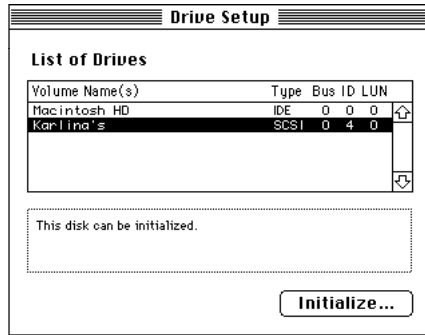 Drive Setup
List of Drives
Volume Name(s) Type Bus ID LUN
Macintosh HD IDE 0 0 0
Karlina's SCSI 0 4 0
This disk can be initialized.
Initialize...